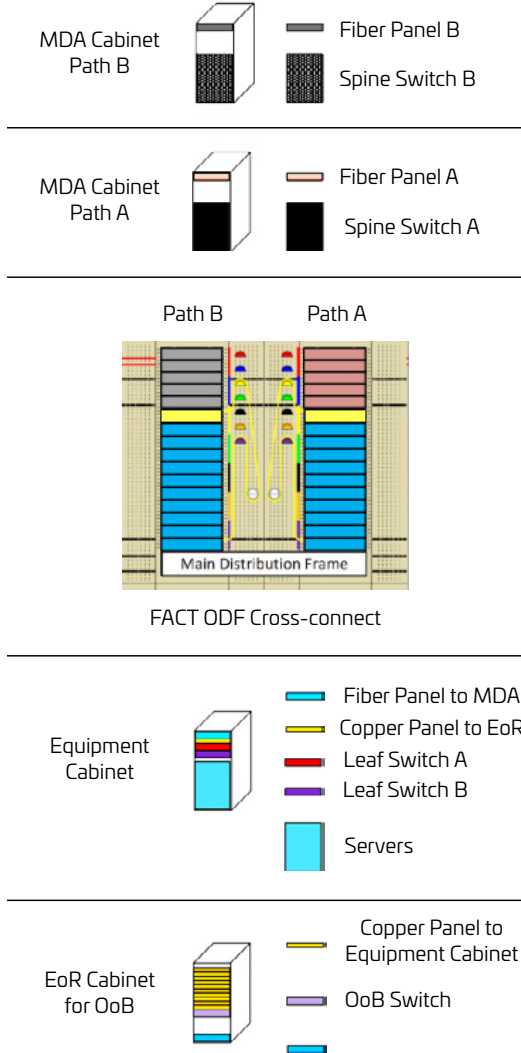 MDA Cabinet
Path B
Fiber Panel B
Spine Switch B
MDA Cabinet
Path A
Fiber Panel A
Spine Switch A
Path B
Path A
Main Distribution Frame
FACT ODF Cross-connect
Equipment
Cabinet
Fiber Panel to MDA
Copper Panel to EoR
Leaf Switch A
Leaf Switch B
Servers
EoR Cabinet
for OoB
Copper Panel to
Equipment Cabinet
OoB Switch